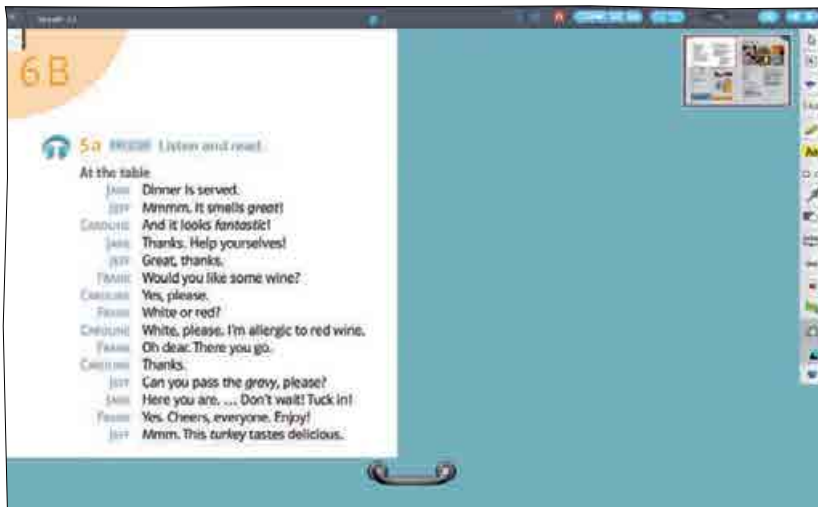 6B
5a Listen and read.
At the table
JANE Dinner is served.
JEFF Mmmm. It smells great!
CAROLINE And it looks fantastic!
JANE Thanks. Help yourselves!
JEFF Great, thanks.
FRANK Would you like some wine?
CAROLINE Yes, please.
FRANK White or red?
CAROLINE White, please. I'm allergic to red wine.
FRANK Oh dear. There you go.
CAROLINE Thanks.
JEFF Can you pass the gravy, please?
JANE Here you are. ... Don't wait! Tuck in!
FRANK Yes. Cheers, everyone. Enjoy!
JEFF Mmm. This turkey tastes delicious.